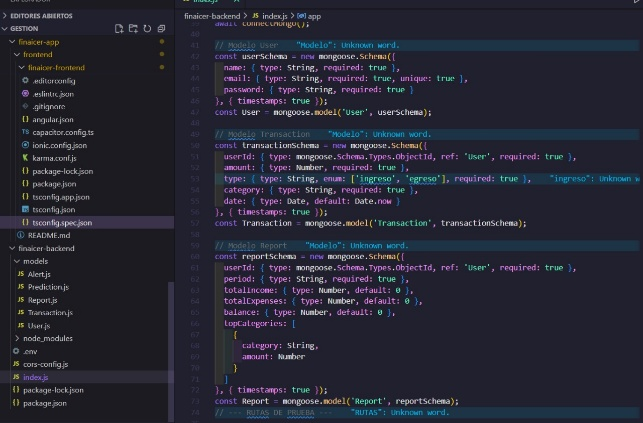 EDITORES ABIERTOS
GESTION
finaicer-app
frontend
finaicer-frontend
.editorconfig
.eslintrc.json
.gitignore
angular.json
capacitor.config.ts
ionic.config.json
karma.conf.js
package-lock.json
package.json
tsconfig.app.json
tsconfig.json
tsconfig.spec.json
README.md
finaicer-backend
models
Alert.js
Prediction.js
Report.js
Transaction.js
User.js
node_modules
.env
cors-config.js
index.js
package-lock.json
package.json
index.js
finaicer-backend > JS index.js > app
await connectMongo();
// Modelo User "Modelo": Unknown word.
const userSchema = new mongoose.Schema({
name: { type: String, required: true },
email: { type: String, required: true, unique: true },
password: { type: String, required: true }
}, { timestamps: true });
const User = mongoose.model('User', userSchema);
// Modelo Transaction "Modelo": Unknown word.
const transactionSchema = new mongoose.Schema({
userId: { type: mongoose.Schema.Types.ObjectId, ref: 'User', required: true },
amount: { type: Number, required: true },
type: { type: String, enum: ['ingreso', 'egreso'], required: true }, "ingreso": Unknown w
category: { type: String, required: true },
date: { type: Date, default: Date.now }
}, { timestamps: true });
const Transaction = mongoose.model('Transaction', transactionSchema);
// Modelo Report "Modelo": Unknown word.
const reportSchema = new mongoose.Schema({
userId: { type: mongoose.Schema.Types.ObjectId, ref: 'User', required: true },
period: { type: String, required: true },
totalIncome: { type: Number, default: 0 },
totalExpenses: { type: Number, default: 0 },
balance: { type: Number, default: 0 },
topCategories: [
{
category: String,
amount: Number
}
]
}, { timestamps: true });
const Report = mongoose.model('Report', reportSchema);
// --- RUTAS DE PRUEBA --- "RUTAS": Unknown word.